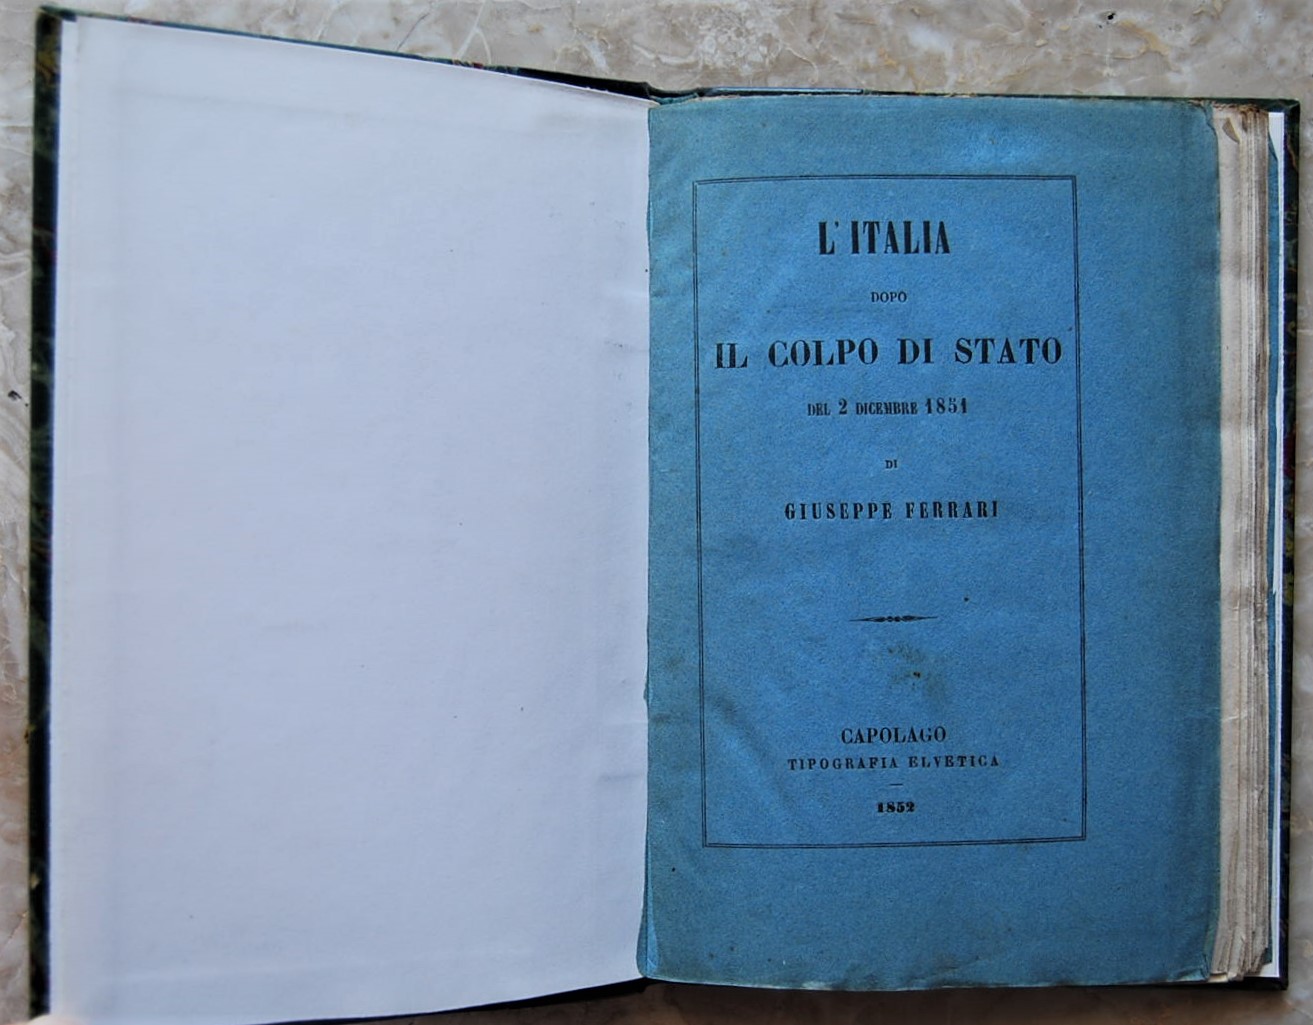 L' ITALIA
DOPO
IL COLPO DI STATO
DEL 2 DICEMBRE 1851
DI
GIUSEPPE FERRARI
CAPOLAGO
TIPOGRAFIA ELVETICA
1852